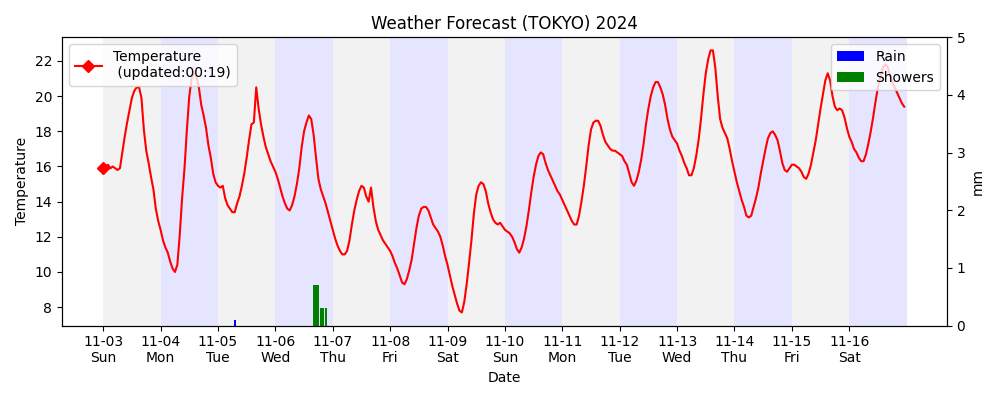 Weather Forecast (TOKYO) 2024
Temperature
(updated:00:19)
Rain
Showers
Temperature
22
20
18
16
14
12
10
8
5
4
3
2
1
0
mm
11-03 11-04 11-05 11-06 11-07 11-08 11-09 11-10 11-11 11-12 11-13 11-14 11-15 11-16
Sun Mon Tue Wed Thu Fri Sat Sun Mon Tue Wed Thu Fri Sat
Date